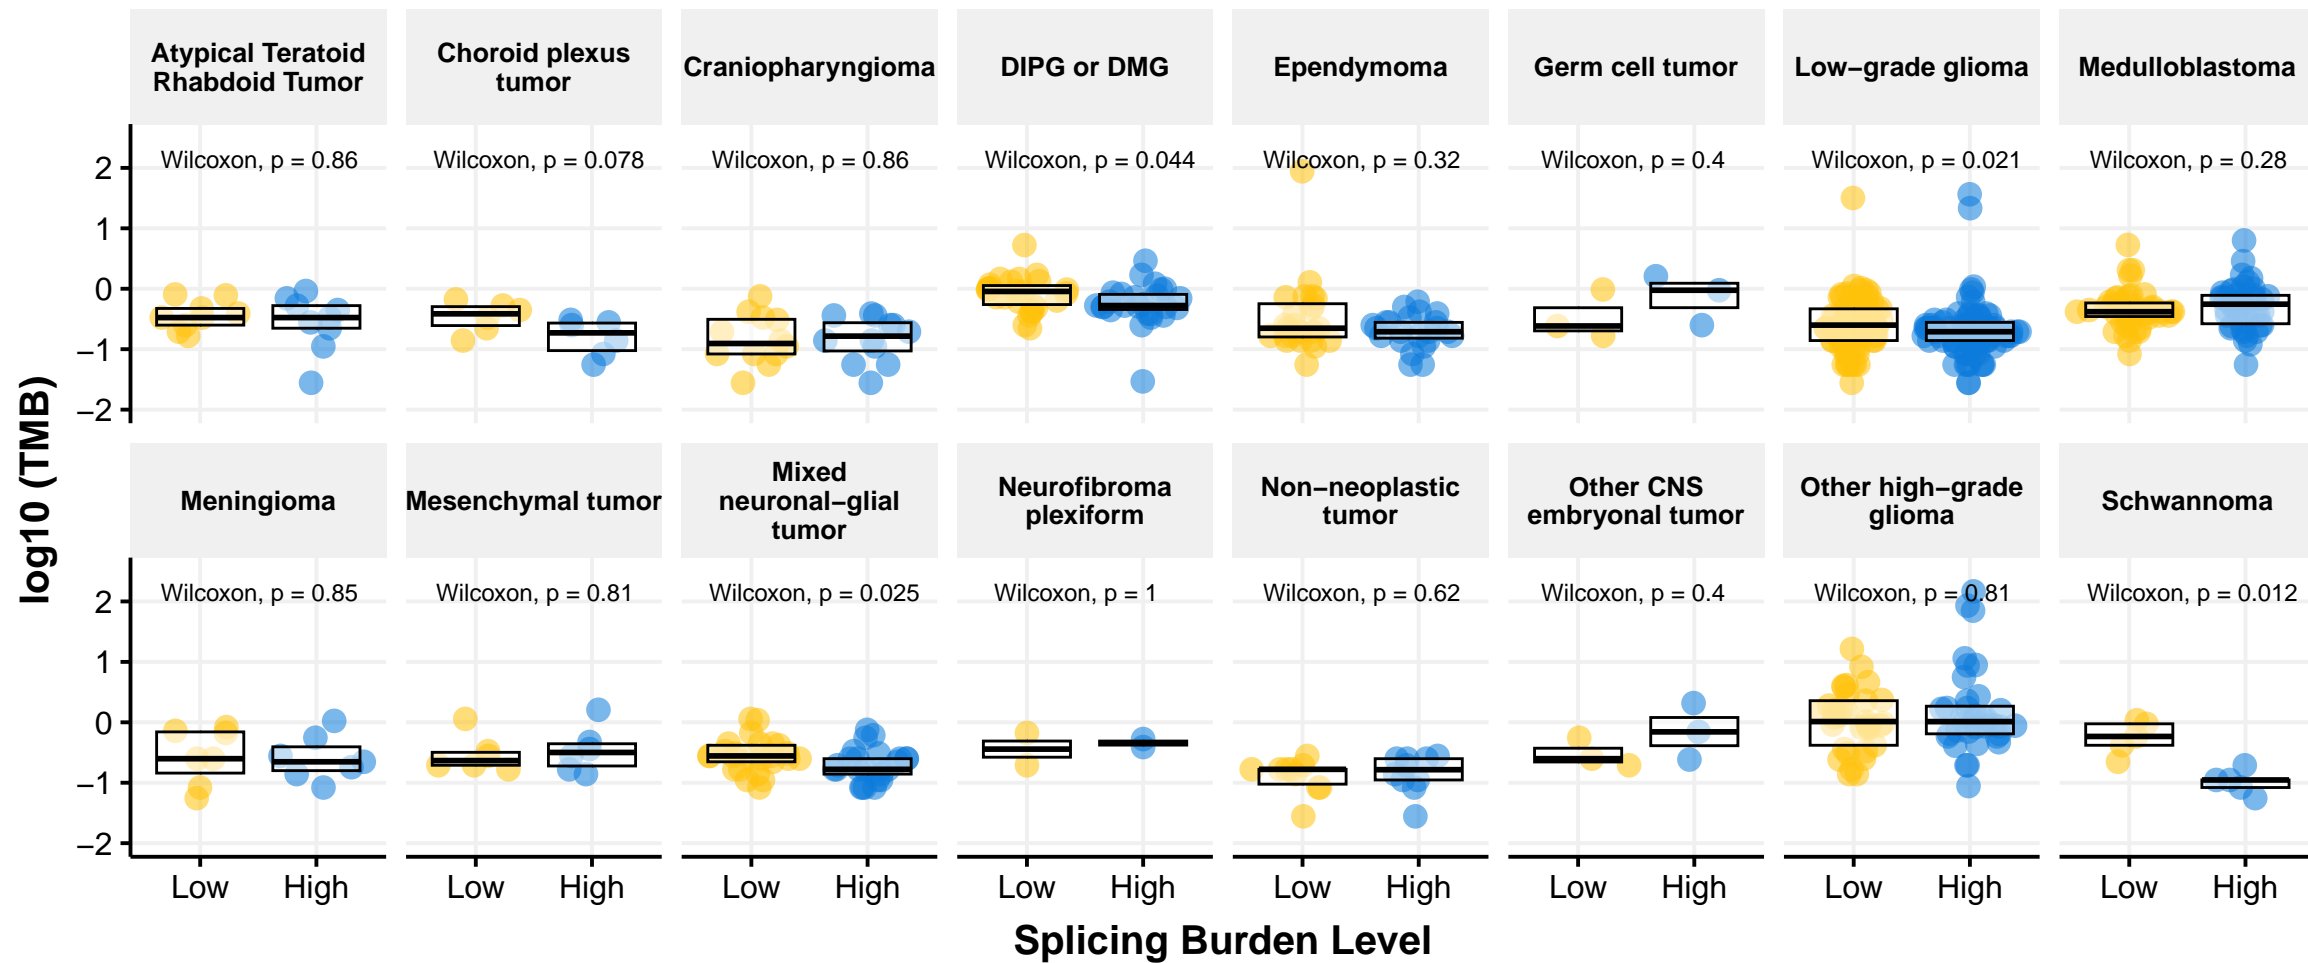 Atypical Teratoid
Rhabdoid Tumor
Choroid plexus
tumor
Craniopharyngioma
DIPG or DMG
Ependymoma
Germ cell tumor
Low−grade glioma
Medulloblastoma
Wilcoxon, p = 0.86
Wilcoxon, p = 0.078
Wilcoxon, p = 0.86
Wilcoxon, p = 0.044
Wilcoxon, p = 0.32
Wilcoxon, p = 0.4
Wilcoxon, p = 0.021
Wilcoxon, p = 0.28
2
1
0
−1
−2
Meningioma
Mesenchymal tumor
Mixed
neuronal−glial
tumor
Neurofibroma
plexiform
Non−neoplastic
tumor
Other CNS
embryonal tumor
Other high−grade
glioma
Schwannoma
Wilcoxon, p = 0.85
Wilcoxon, p = 0.81
Wilcoxon, p = 0.025
Wilcoxon, p = 1
Wilcoxon, p = 0.62
Wilcoxon, p = 0.4
Wilcoxon, p = 0.81
Wilcoxon, p = 0.012
2
1
0
−1
−2
log10 (TMB)
Low High
Low High
Low High
Low High
Low High
Low High
Low High
Low High
Splicing Burden Level